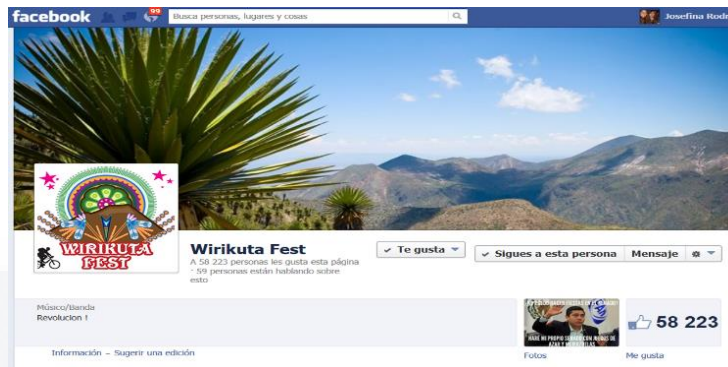 facebook
99
Busca personas, lugares y cosas
Josefina Rodr
WIRIKUTA
FEST
Wirikuta Fest
A 58 223 personas les gusta esta página
· 59 personas están hablando sobre
esto
✓ Te gusta
✓ Sigues a esta persona
Mensaje
Músico/Banda
Revolucion !
58 223
Información – Sugerir una edición
Fotos
Me gusta